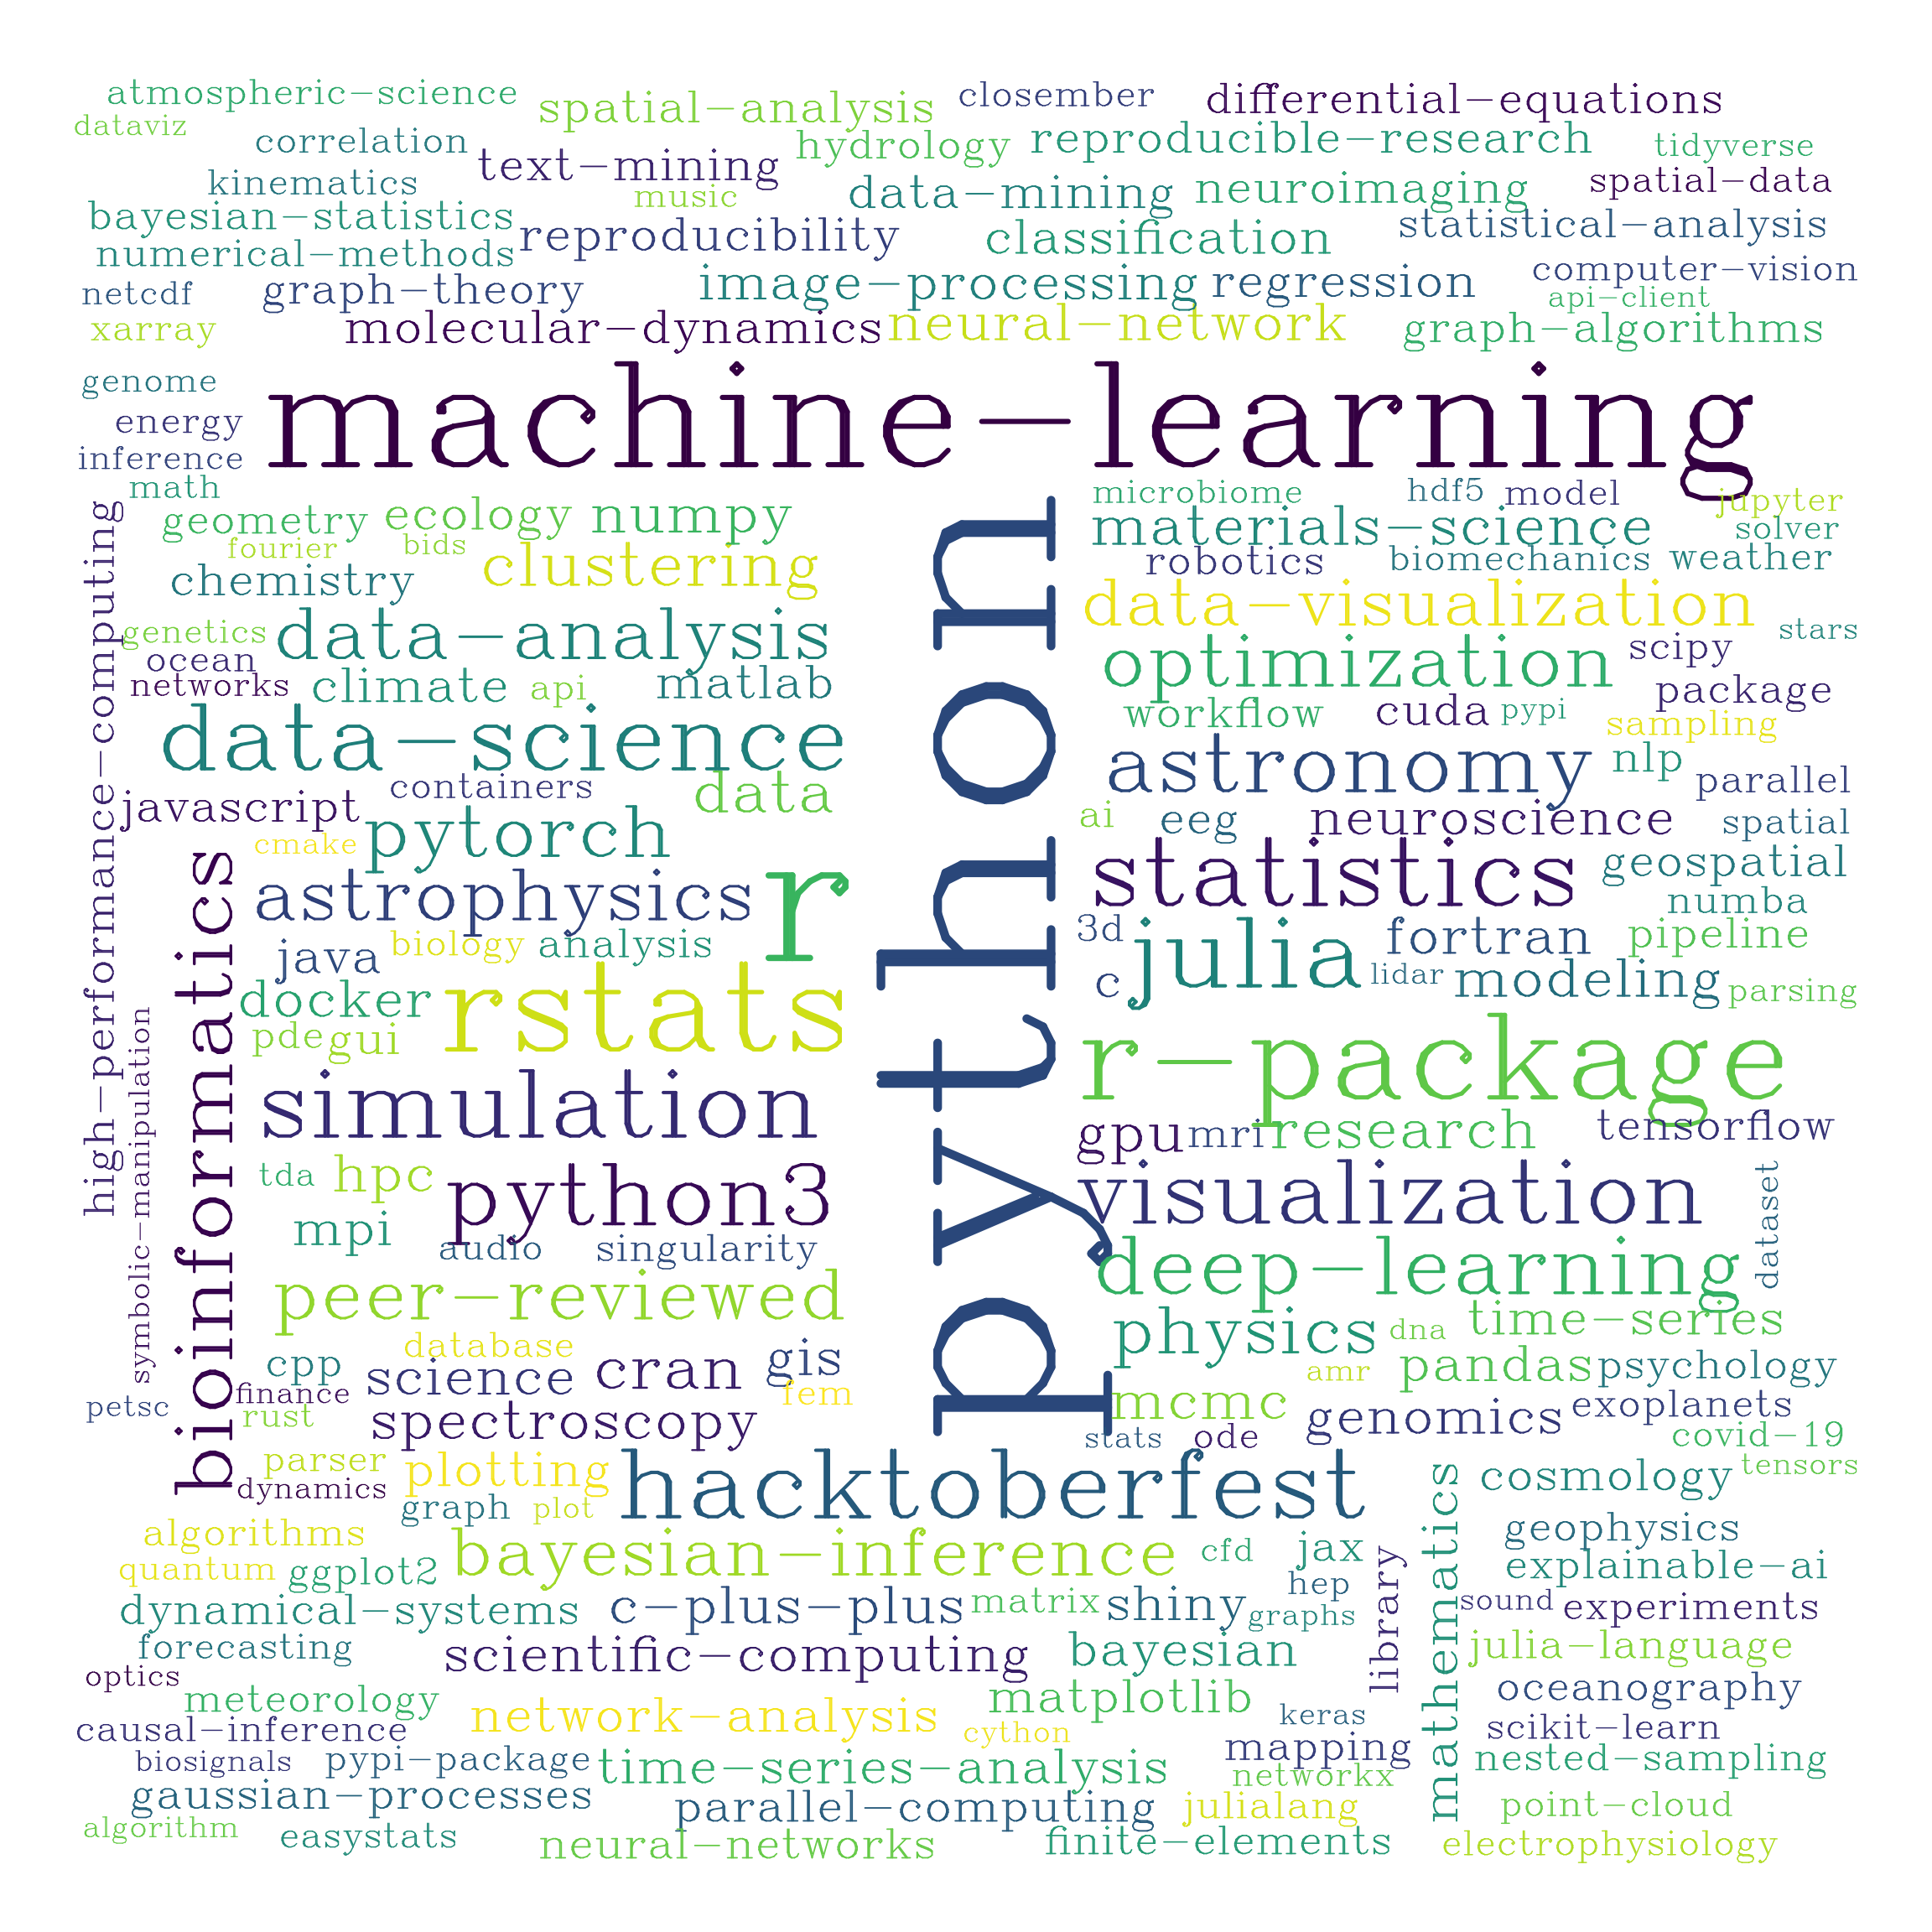 atmospheric-science
spatial-analysis
closember
differential-equations
dataviz
correlation
text-mining
hydrology
reproducible-research
tidyverse
kinematics
music
data-mining
neuroimaging
spatial-data
bayesian-statistics
reproducibility
classification
statistical-analysis
numerical-methods
image-processing
regression
computer-vision
netcdf
graph-theory
api-client
xarray
molecular-dynamics
neural-network
graph-algorithms
genome
machine-learning
energy
inference
math
microbiome
hdf5
model
jupyter
geometry
ecology
numpy
materials-science
solver
fourier
bids
clustering
robotics
biomechanics
weather
chemistry
data-visualization
high-performance-computing
python
genetics
data-analysis
stars
ocean
optimization
scipy
networks
climate
api
matlab
package
workflow
cuda
pypi
sampling
data-science
astronomy
nlp
containers
data
parallel
javascript
ai
eeg
neuroscience
spatial
pytorch
cmake
statistics
geospatial
bioinformatics
astrophysics
r
numba
java
biology
analysis
3d
julia
fortran
pipeline
docker
rstats
c
lidar
modeling
parsing
pde
gui
r-package
symbolic-manipulation
simulation
gpu
mri
research
tensorflow
tda
hpc
python3
visualization
dataset
mpi
audio
singularity
peer-reviewed
deep-learning
database
physics
dna
time-series
cpp
science
cran
gis
amr
pandas
psychology
petsc
finance
fem
mcmc
genomics
exoplanets
rust
spectroscopy
stats
ode
covid-19
parser
plotting
hacktoberfest
cosmology
tensors
dynamics
graph
plot
mathematics
algorithms
bayesian-inference
cfd
jax
geophysics
quantum
ggplot2
hep
library
explainable-ai
dynamical-systems
c-plus-plus
matrix
shiny
graphs
sound
experiments
forecasting
scientific-computing
bayesian
julia-language
optics
meteorology
matplotlib
oceanography
causal-inference
network-analysis
cython
keras
scikit-learn
biosignals
pypi-package
time-series-analysis
mapping
networkx
nested-sampling
gaussian-processes
parallel-computing
julialang
point-cloud
algorithm
easystats
neural-networks
finite-elements
electrophysiology